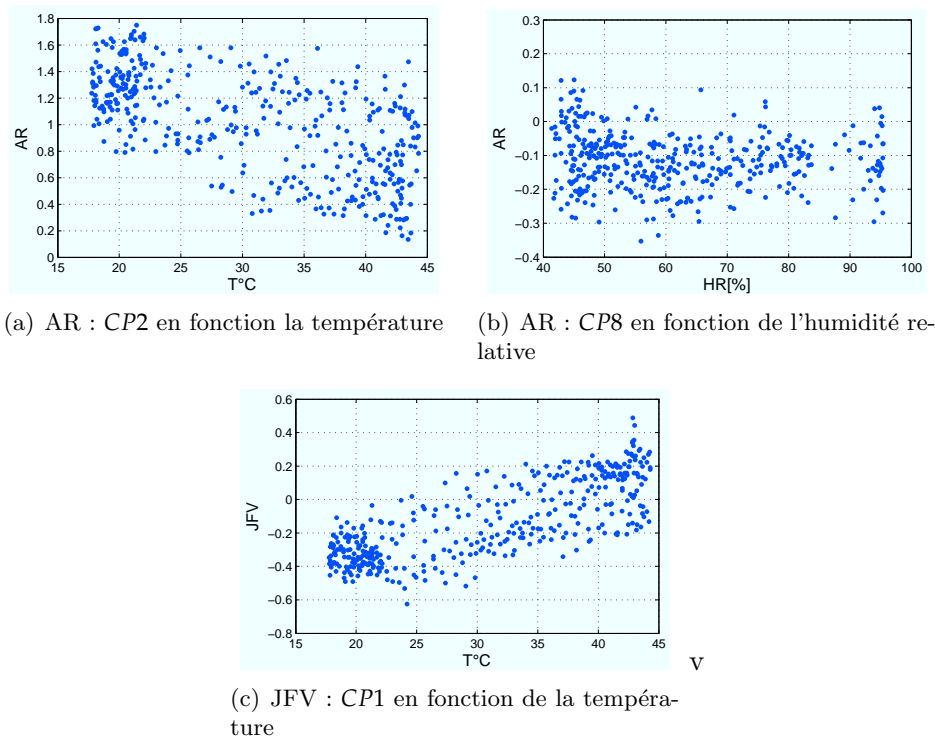 1.8
1.6
1.4
1.2
1
0.8
0.6
0.4
0.2
0
AR
15 20 25 30 35 40 45
T°C
0.3
0.2
0.1
0
−0.1
−0.2
−0.3
−0.4
AR
40 50 60 70 80 90 100
HR[%]
(a) AR : CP2 en fonction la température
(b) AR : CP8 en fonction de l'humidité re-
lative
0.6
0.4
0.2
0
−0.2
−0.4
−0.6
−0.8
JFV
15 20 25 30 35 40 45
T°C
v
(c) JFV : CP1 en fonction de la tempéra-
ture